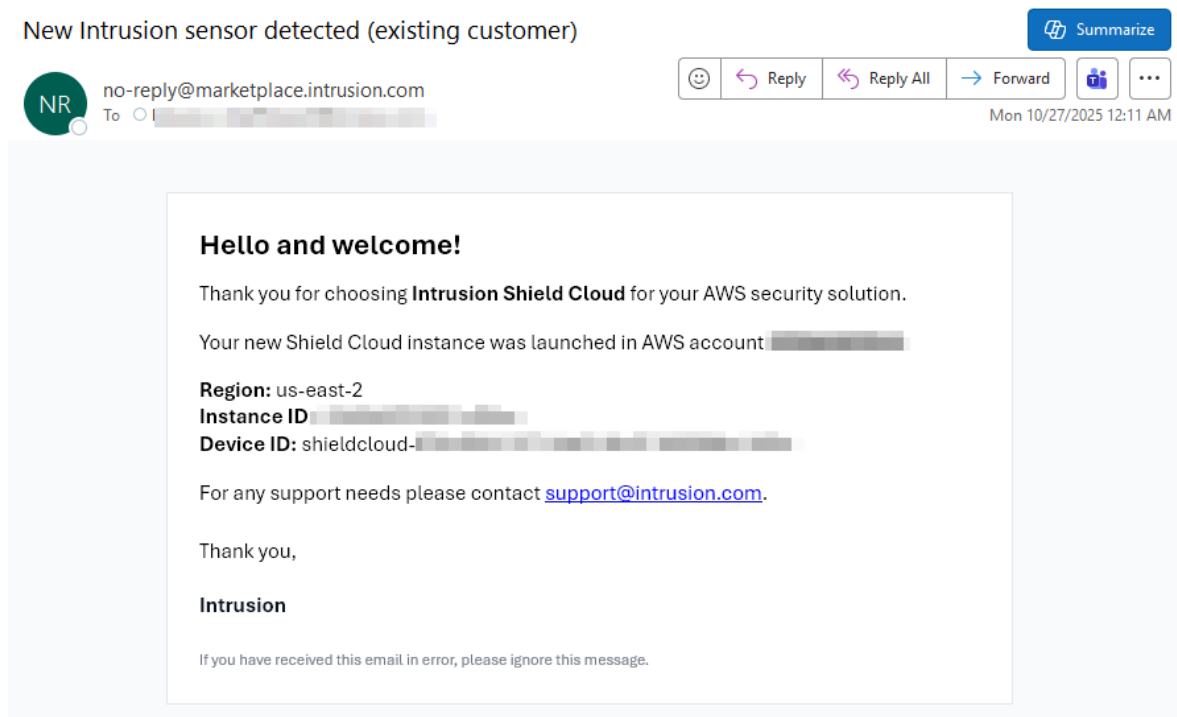 New Intrusion sensor detected (existing customer)
Summarize
NR
no-reply@marketplace.intrusion.com
To
Reply
Reply All
Forward
Mon 10/27/2025 12:11 AM
Hello and welcome!
Thank you for choosing Intrusion Shield Cloud for your AWS security solution.
Your new Shield Cloud instance was launched in AWS account
Region: us-east-2
Instance ID
Device ID: shieldcloud-
For any support needs please contact support@intrusion.com.
Thank you,
Intrusion
If you have received this email in error, please ignore this message.